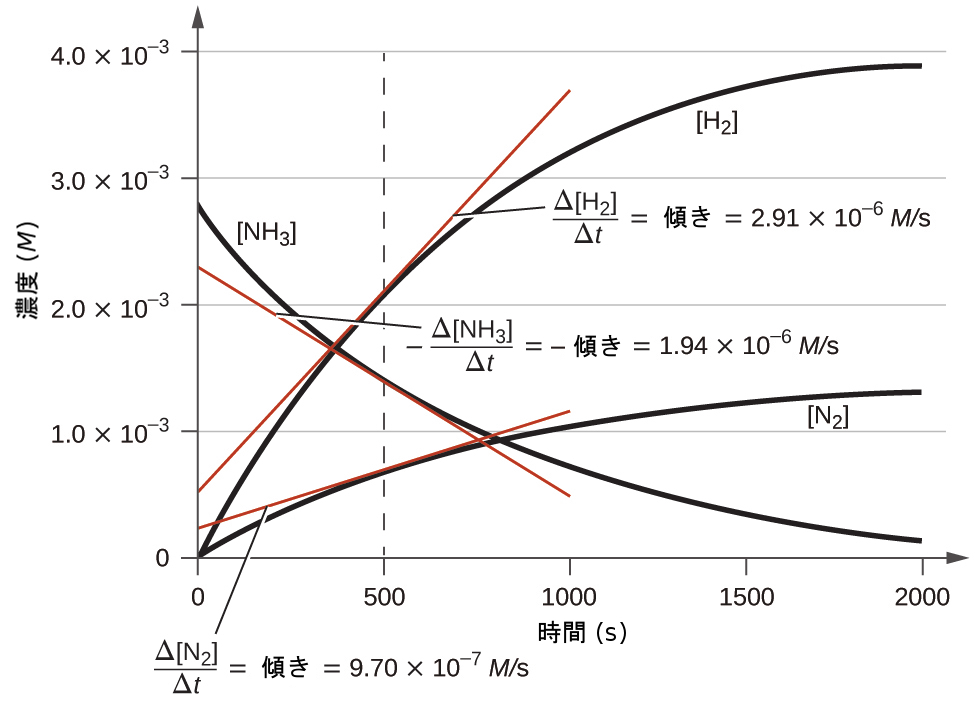 4.0 × 10⁻³
[H₂]
3.0 × 10⁻³
Δ[H₂]/Δt = 傾き = 2.91 × 10⁻⁶ M/s
[NH₃]
濃度 (M)
2.0 × 10⁻³
− Δ[NH₃]/Δt = − 傾き = 1.94 × 10⁻⁶ M/s
[N₂]
1.0 × 10⁻³
0
0 500 1000 1500 2000
時間 (s)
Δ[N₂]/Δt = 傾き = 9.70 × 10⁻⁷ M/s